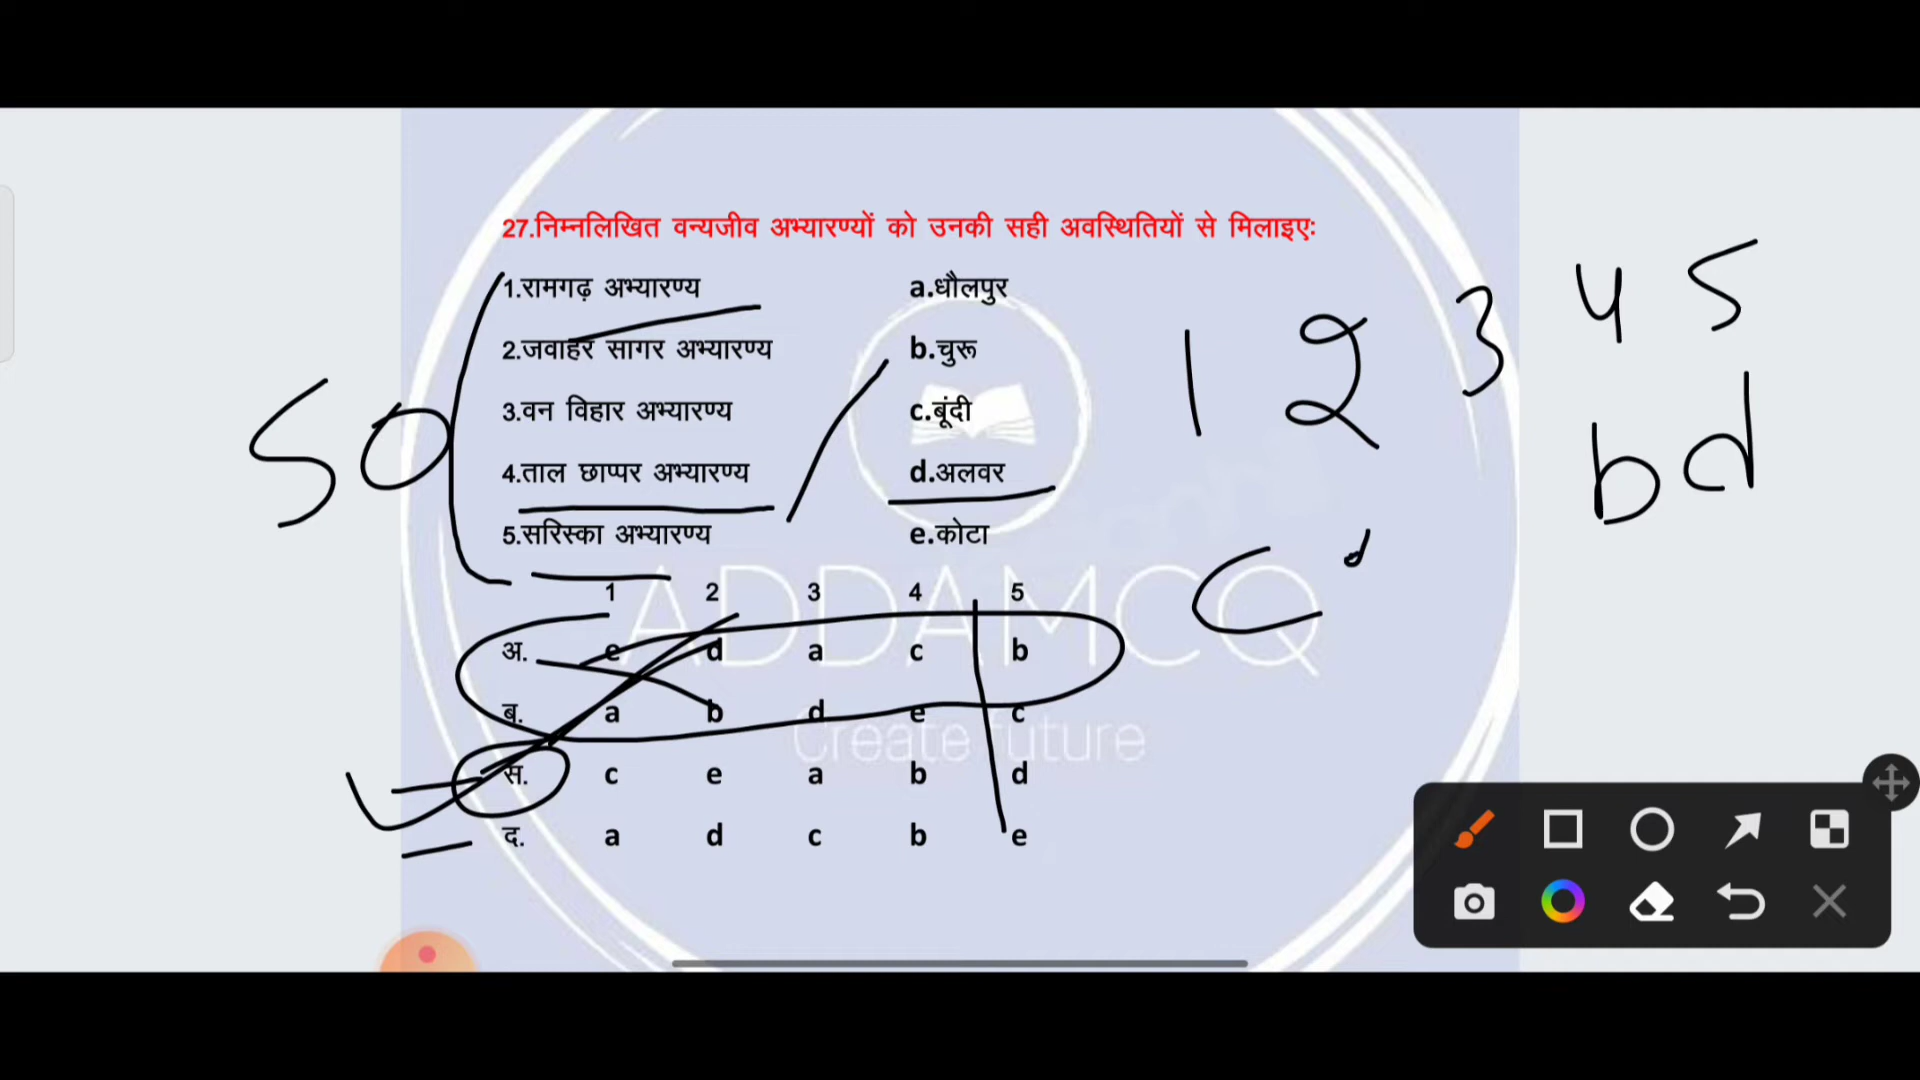 27.निम्नलिखित वन्यजीव अभ्यारण्यों को उनकी सही अवस्थितियों से मिलाइए:
1.रामगढ़ अभ्यारण्य a.धौलपुर
2.जवाहर सागर अभ्यारण्य b.चुरू
3.वन विहार अभ्यारण्य c.बूंदी
4.ताल छाप्पर अभ्यारण्य d.अलवर
5.सरिस्का अभ्यारण्य e.कोटा
1 2 3 4 5
अ. e d a c b
ब. a b d e c
स. c e a b d
द. a d c b e
1 2 3 4 5
b d
50
C d
ADDAMCQ
Create future